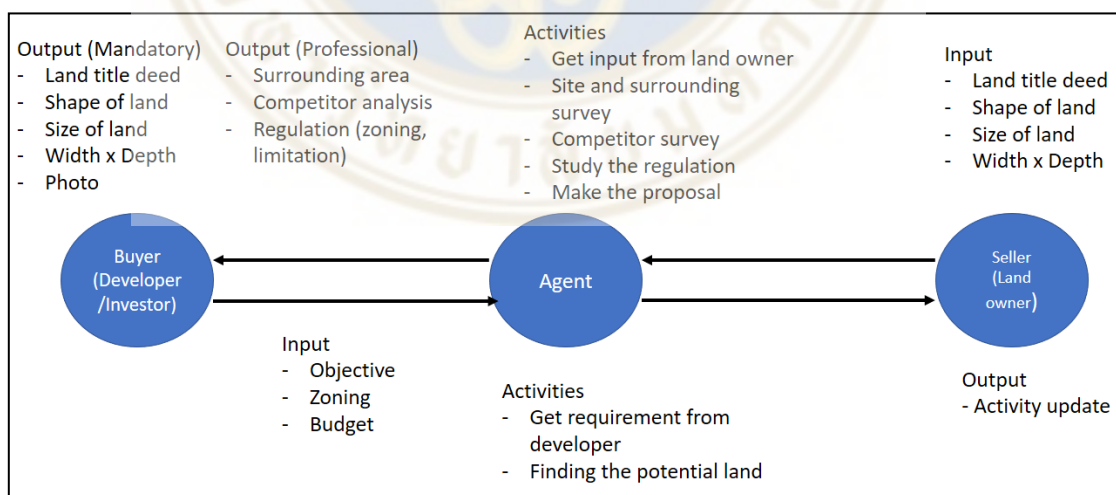 Output (Mandatory)
- Land title deed
- Shape of land
- Size of land
- Width x Depth
- Photo
Output (Professional)
- Surrounding area
- Competitor analysis
- Regulation (zoning,
limitation)
Activities
- Get input from land owner
- Site and surrounding
survey
- Competitor survey
- Study the regulation
- Make the proposal
Input
- Land title deed
- Shape of land
- Size of land
- Width x Depth
Buyer
(Developer
/Investor)
Agent
Seller
(Land
owner)
Input
- Objective
- Zoning
- Budget
Activities
- Get requirement from
developer
- Finding the potential land
Output
- Activity update